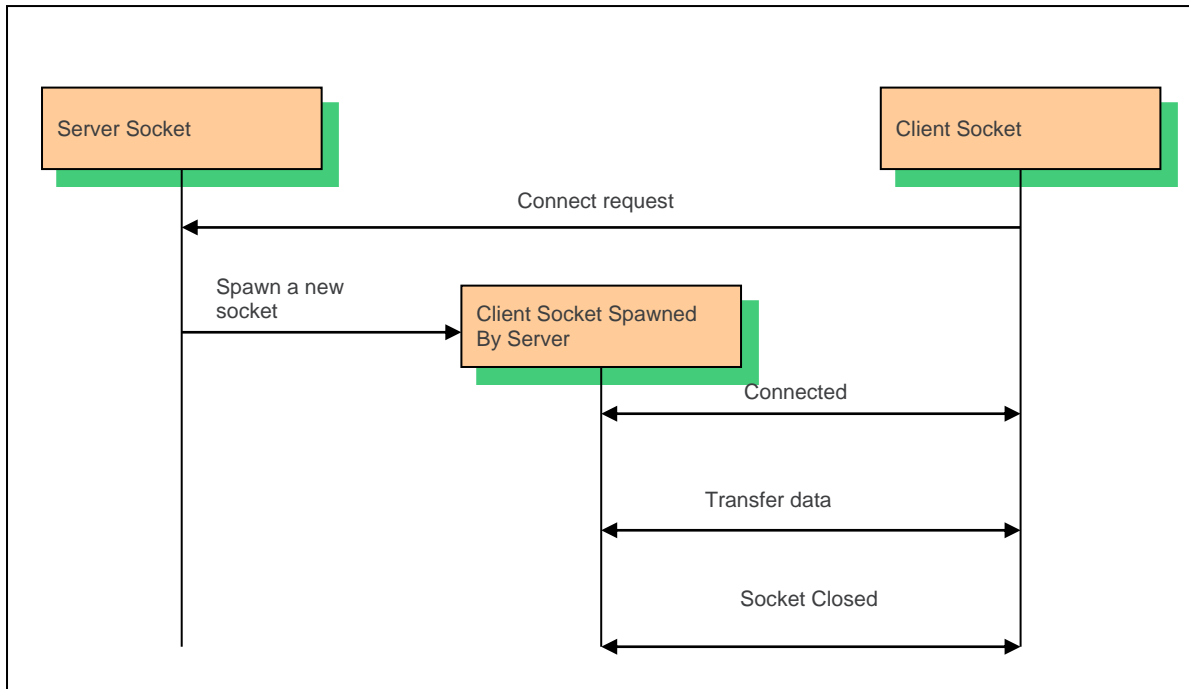 Server Socket
Client Socket
Connect request
Spawn a new
socket
Client Socket Spawned
By Server
Connected
Transfer data
Socket Closed